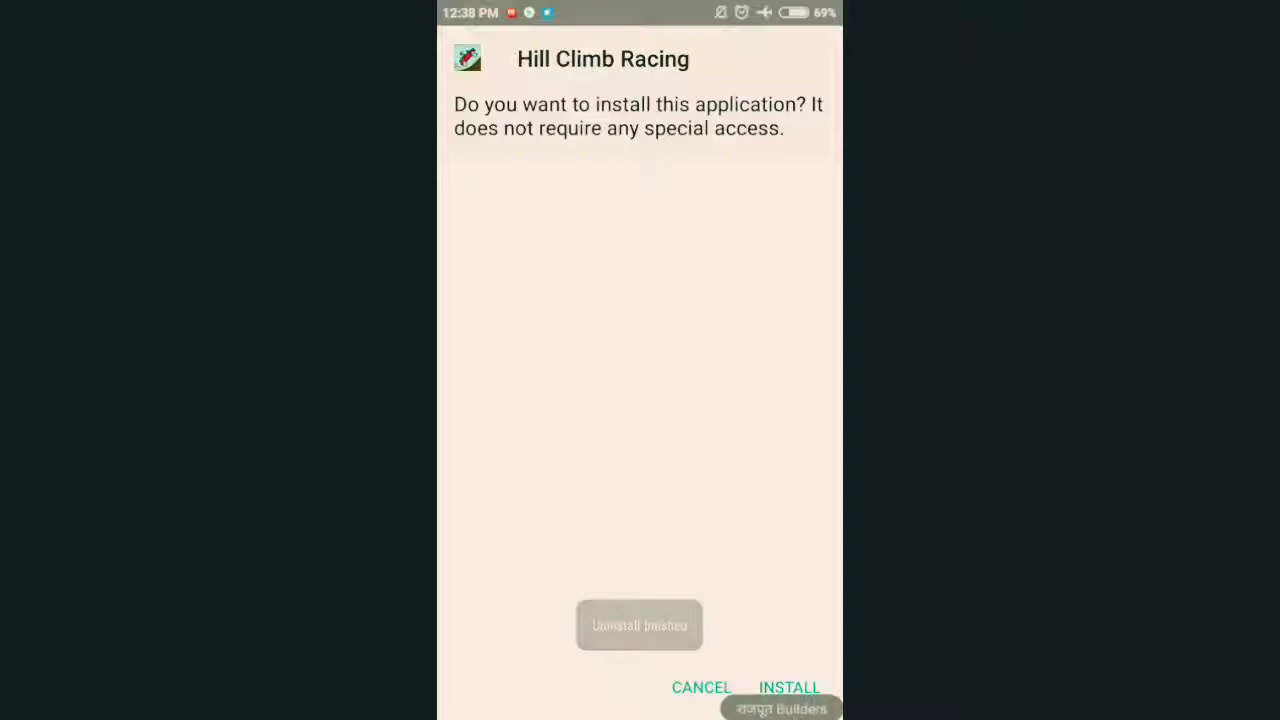 12:38 PM 69%
Hill Climb Racing
Do you want to install this application? It
does not require any special access.
Uninstall finished
CANCEL INSTALL
राजपूत Builders